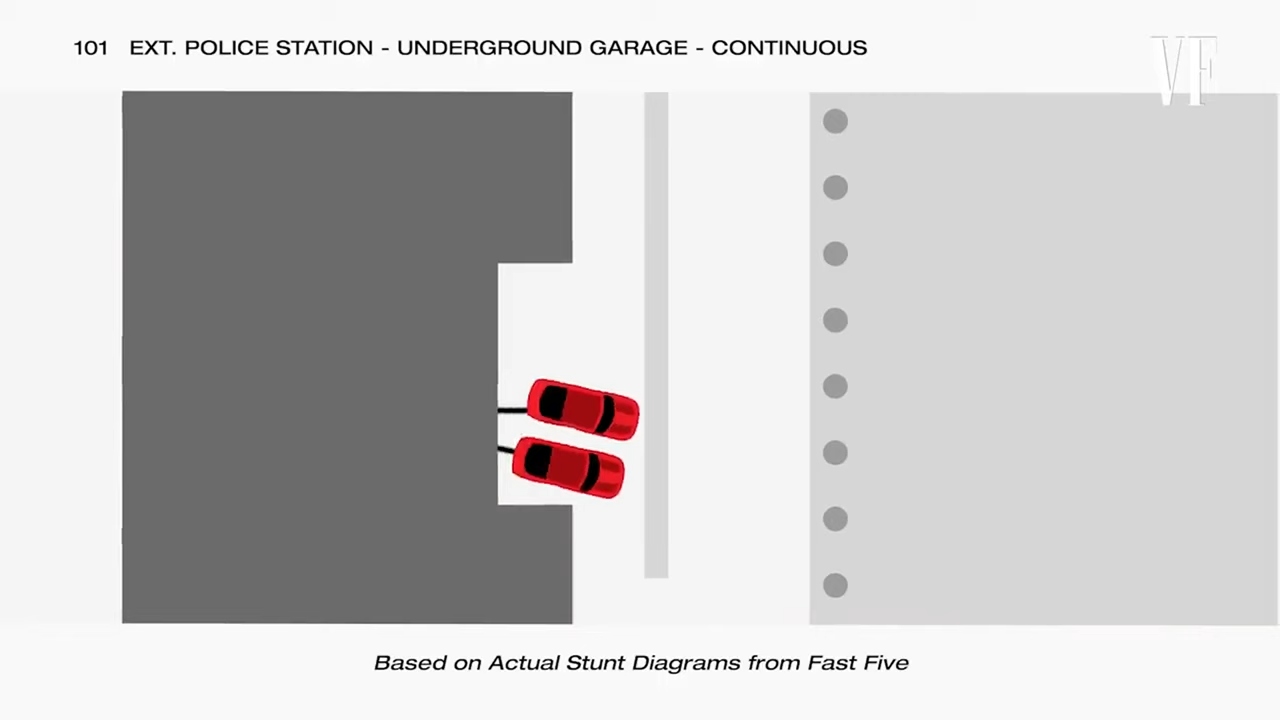 101 EXT. POLICE STATION - UNDERGROUND GARAGE - CONTINUOUS
VF
Based on Actual Stunt Diagrams from Fast Five